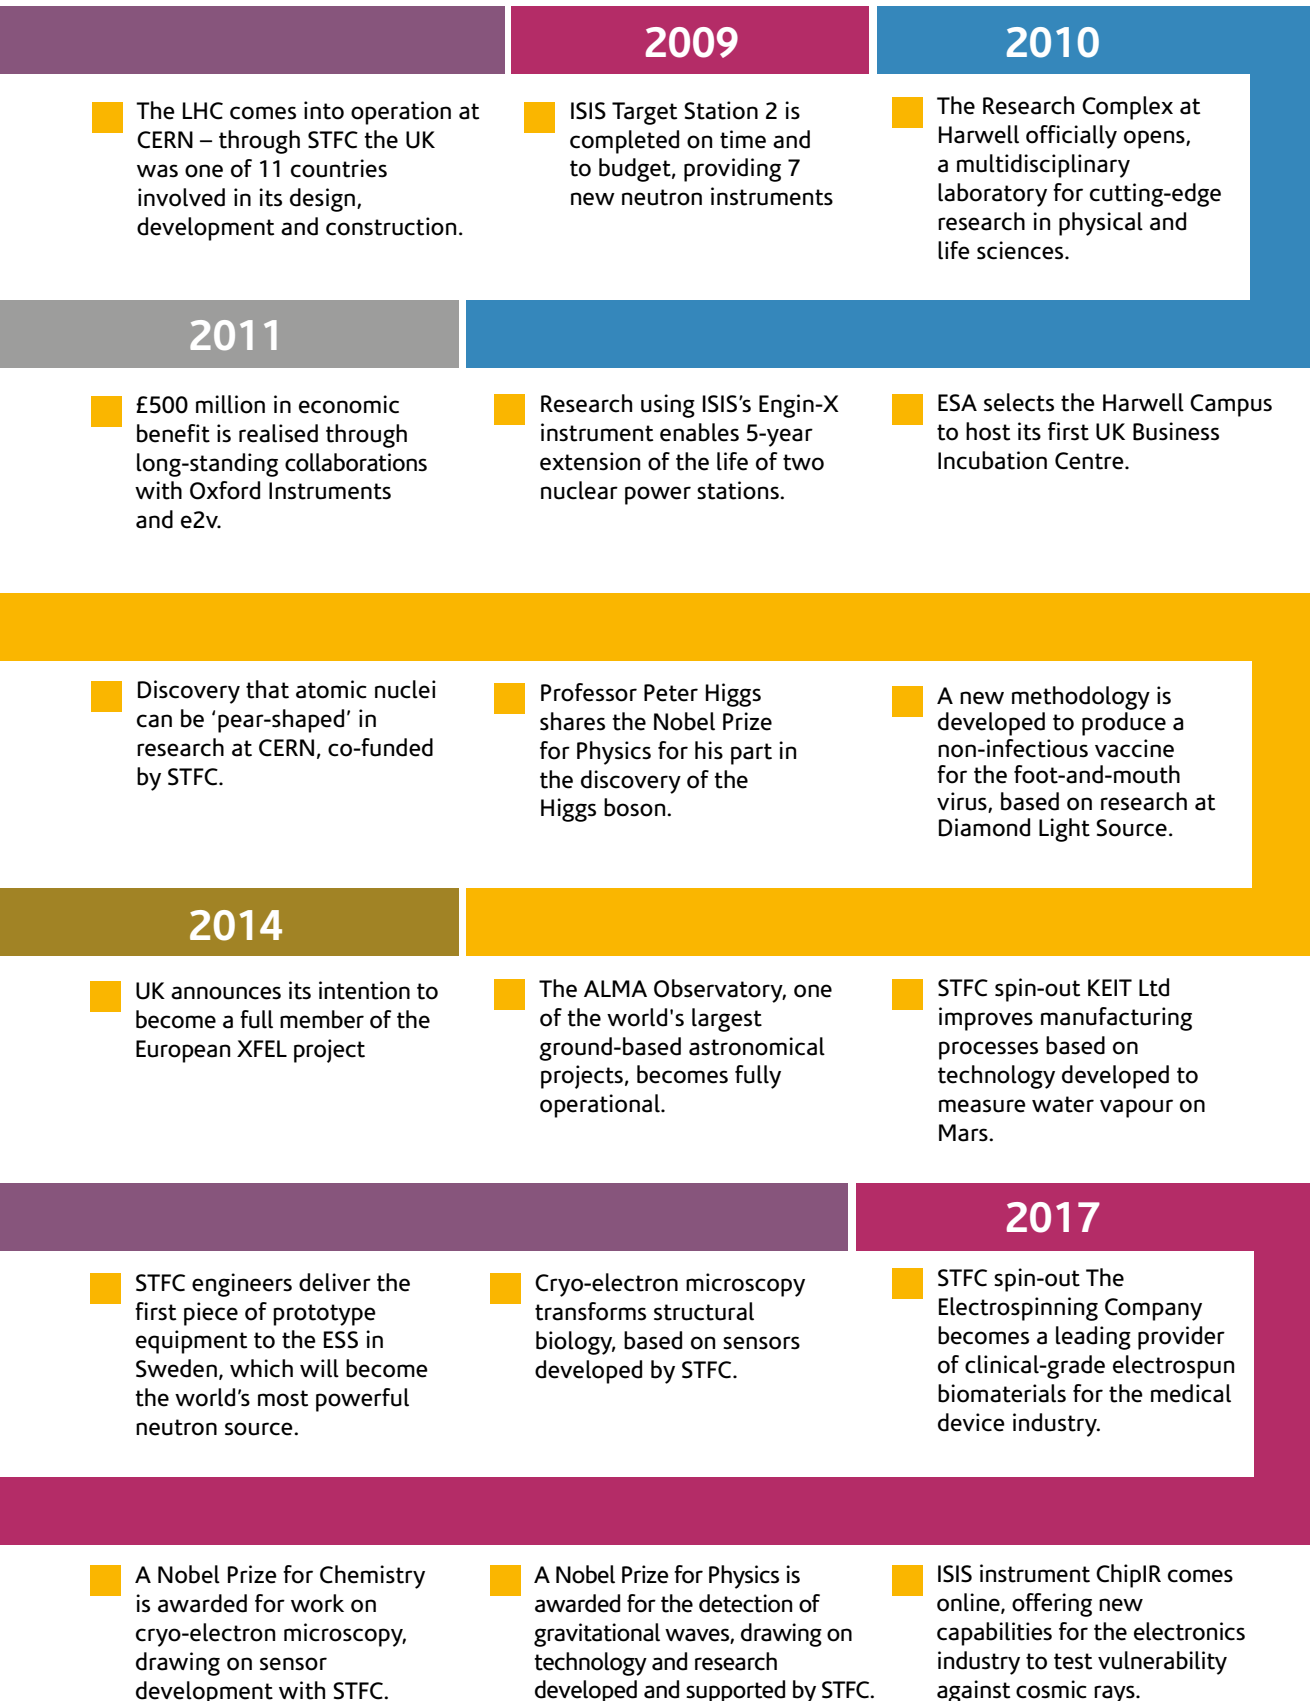 2009
2010
The LHC comes into operation at
CERN – through STFC the UK
was one of 11 countries
involved in its design,
development and construction.
ISIS Target Station 2 is
completed on time and
to budget, providing 7
new neutron instruments
The Research Complex at
Harwell officially opens,
a multidisciplinary
laboratory for cutting-edge
research in physical and
life sciences.
2011
£500 million in economic
benefit is realised through
long-standing collaborations
with Oxford Instruments
and e2v.
Research using ISIS’s Engin-X
instrument enables 5-year
extension of the life of two
nuclear power stations.
ESA selects the Harwell Campus
to host its first UK Business
Incubation Centre.
Discovery that atomic nuclei
can be ‘pear-shaped’ in
research at CERN, co-funded
by STFC.
Professor Peter Higgs
shares the Nobel Prize
for Physics for his part in
the discovery of the
Higgs boson.
A new methodology is
developed to produce a
non-infectious vaccine
for the foot-and-mouth
virus, based on research at
Diamond Light Source.
2014
UK announces its intention to
become a full member of the
European XFEL project
The ALMA Observatory, one
of the world's largest
ground-based astronomical
projects, becomes fully
operational.
STFC spin-out KEIT Ltd
improves manufacturing
processes based on
technology developed to
measure water vapour on
Mars.
2017
STFC engineers deliver the
first piece of prototype
equipment to the ESS in
Sweden, which will become
the world’s most powerful
neutron source.
Cryo-electron microscopy
transforms structural
biology, based on sensors
developed by STFC.
STFC spin-out The
Electrospinning Company
becomes a leading provider
of clinical-grade electrospun
biomaterials for the medical
device industry.
A Nobel Prize for Chemistry
is awarded for work on
cryo-electron microscopy,
drawing on sensor
development with STFC.
A Nobel Prize for Physics is
awarded for the detection of
gravitational waves, drawing on
technology and research
developed and supported by STFC.
ISIS instrument ChipIR comes
online, offering new
capabilities for the electronics
industry to test vulnerability
against cosmic rays.